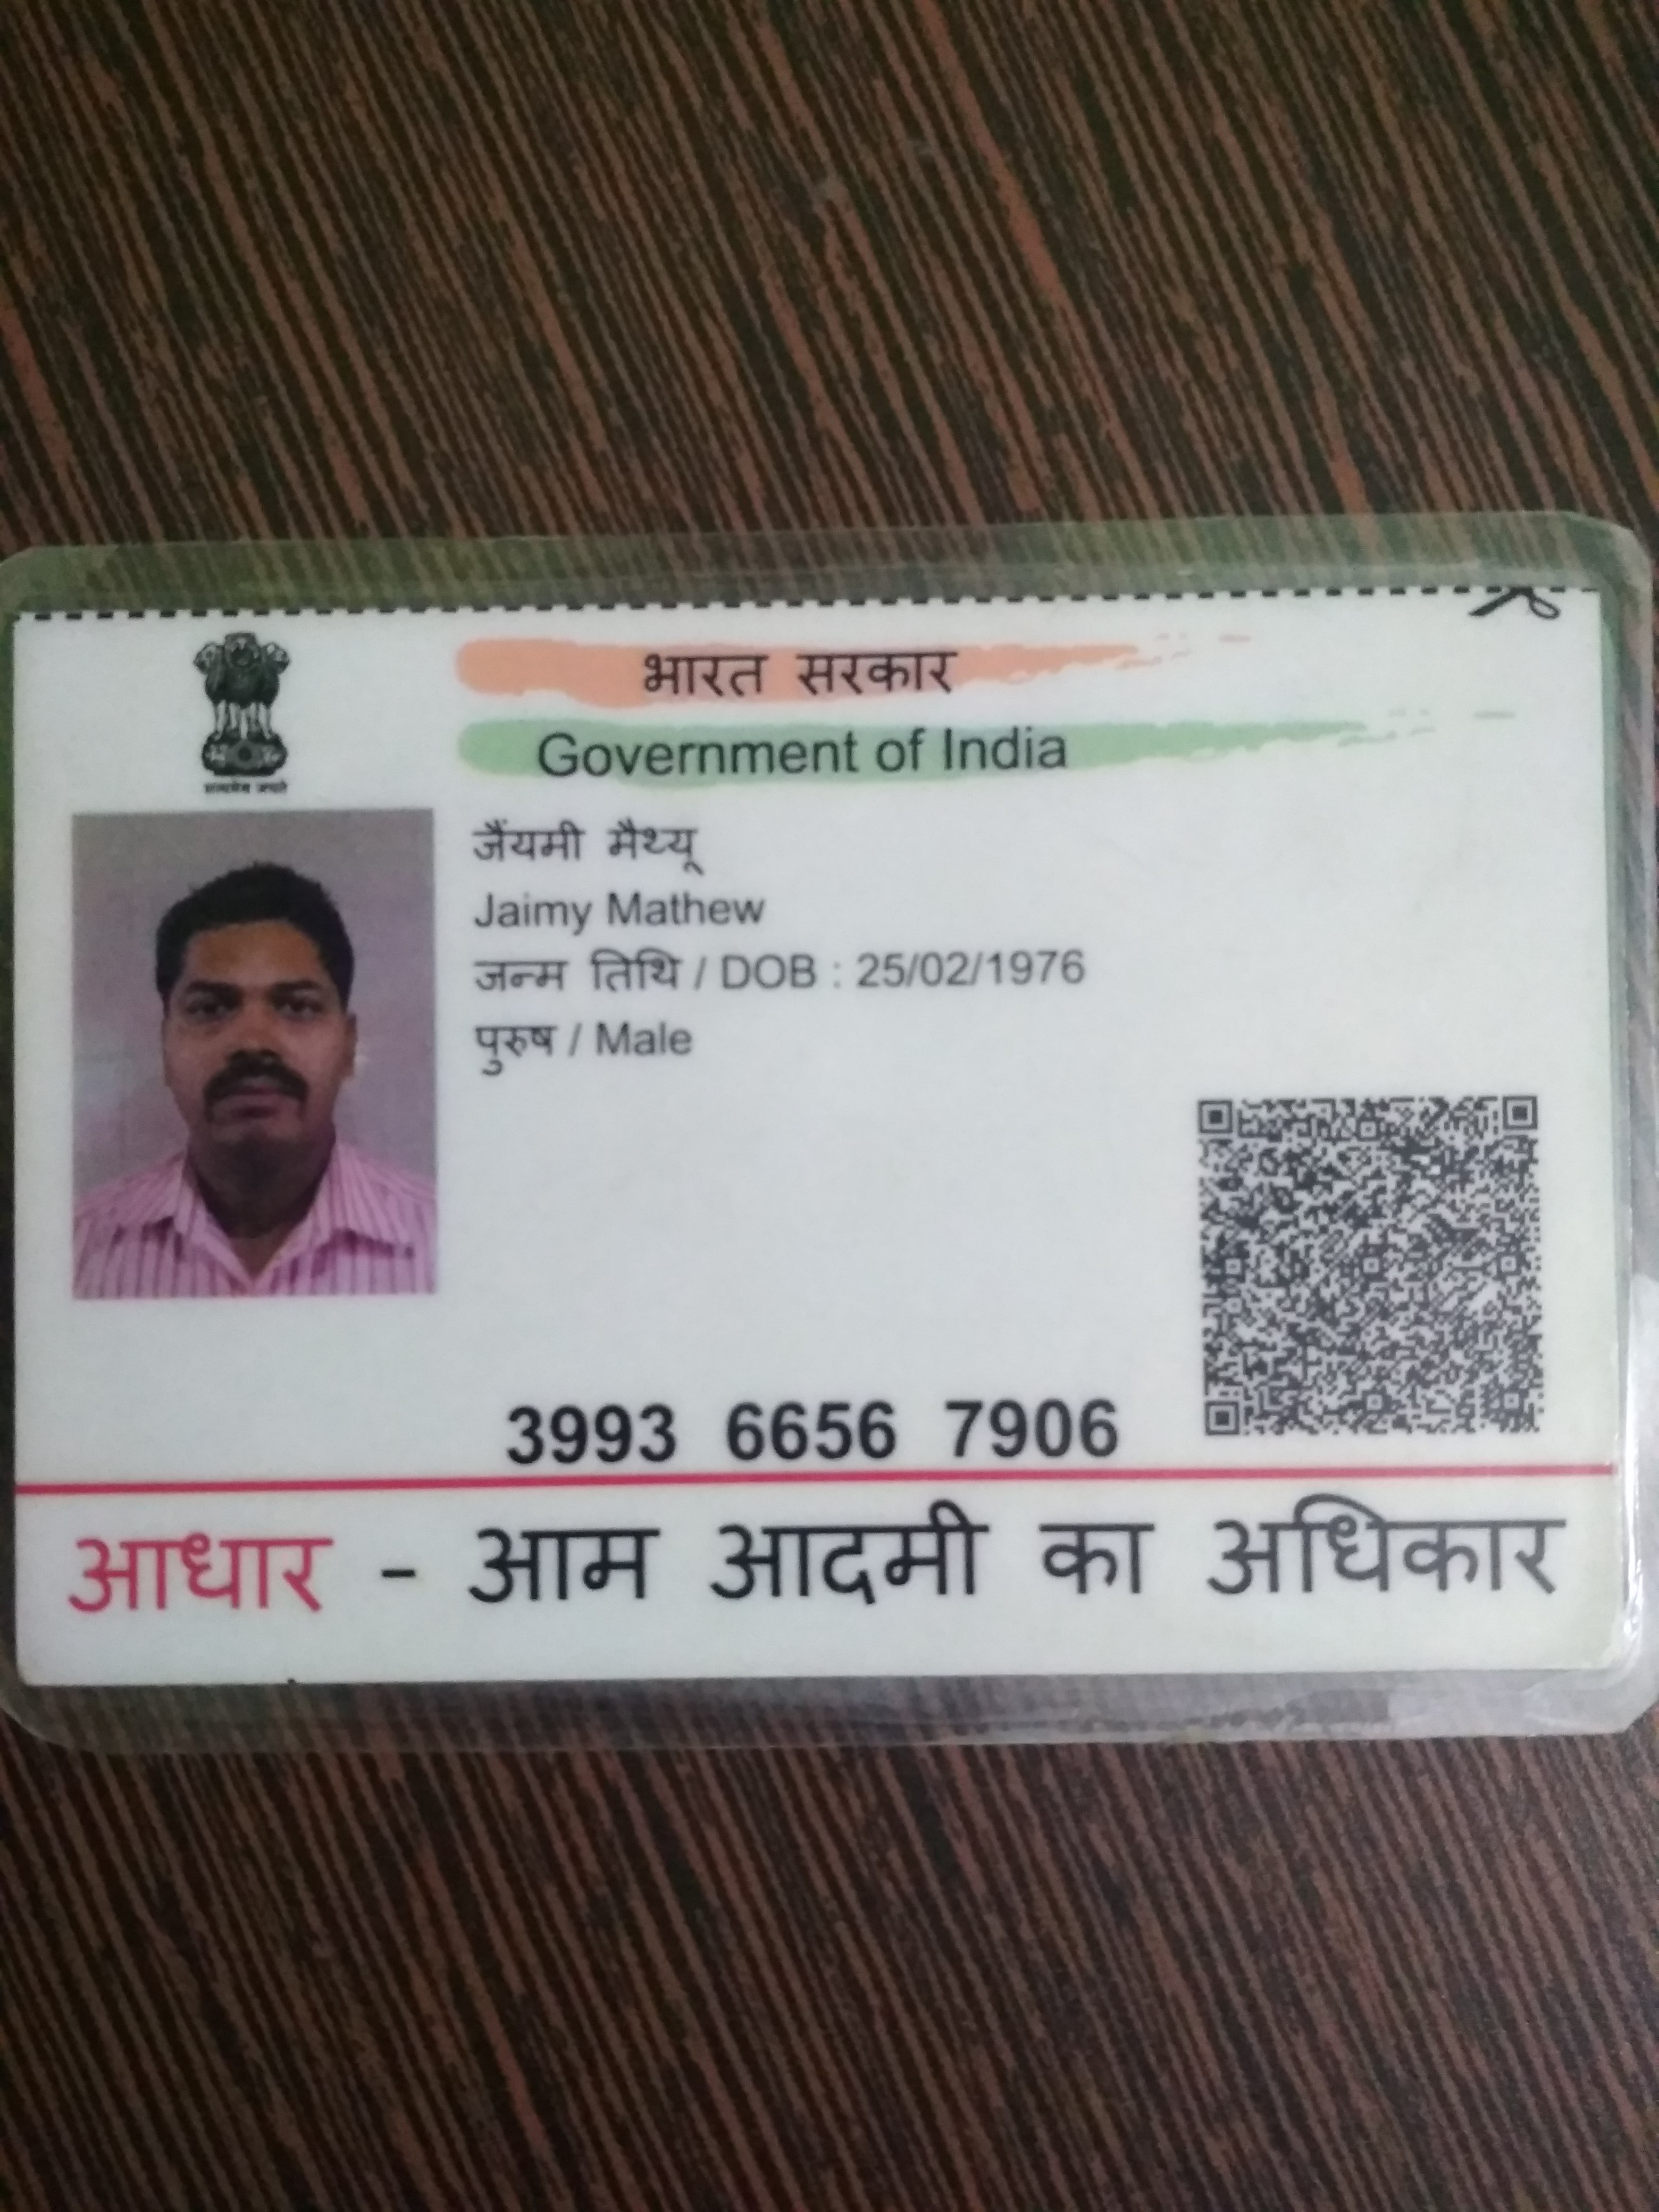 भारत सरकार
Government of India
सत्यमेव जयते
जैंयमी मैथ्यू
Jaimy Mathew
जन्म तिथि / DOB : 25/02/1976
पुरुष / Male
3993 6656 7906
आधार - आम आदमी का अधिकार